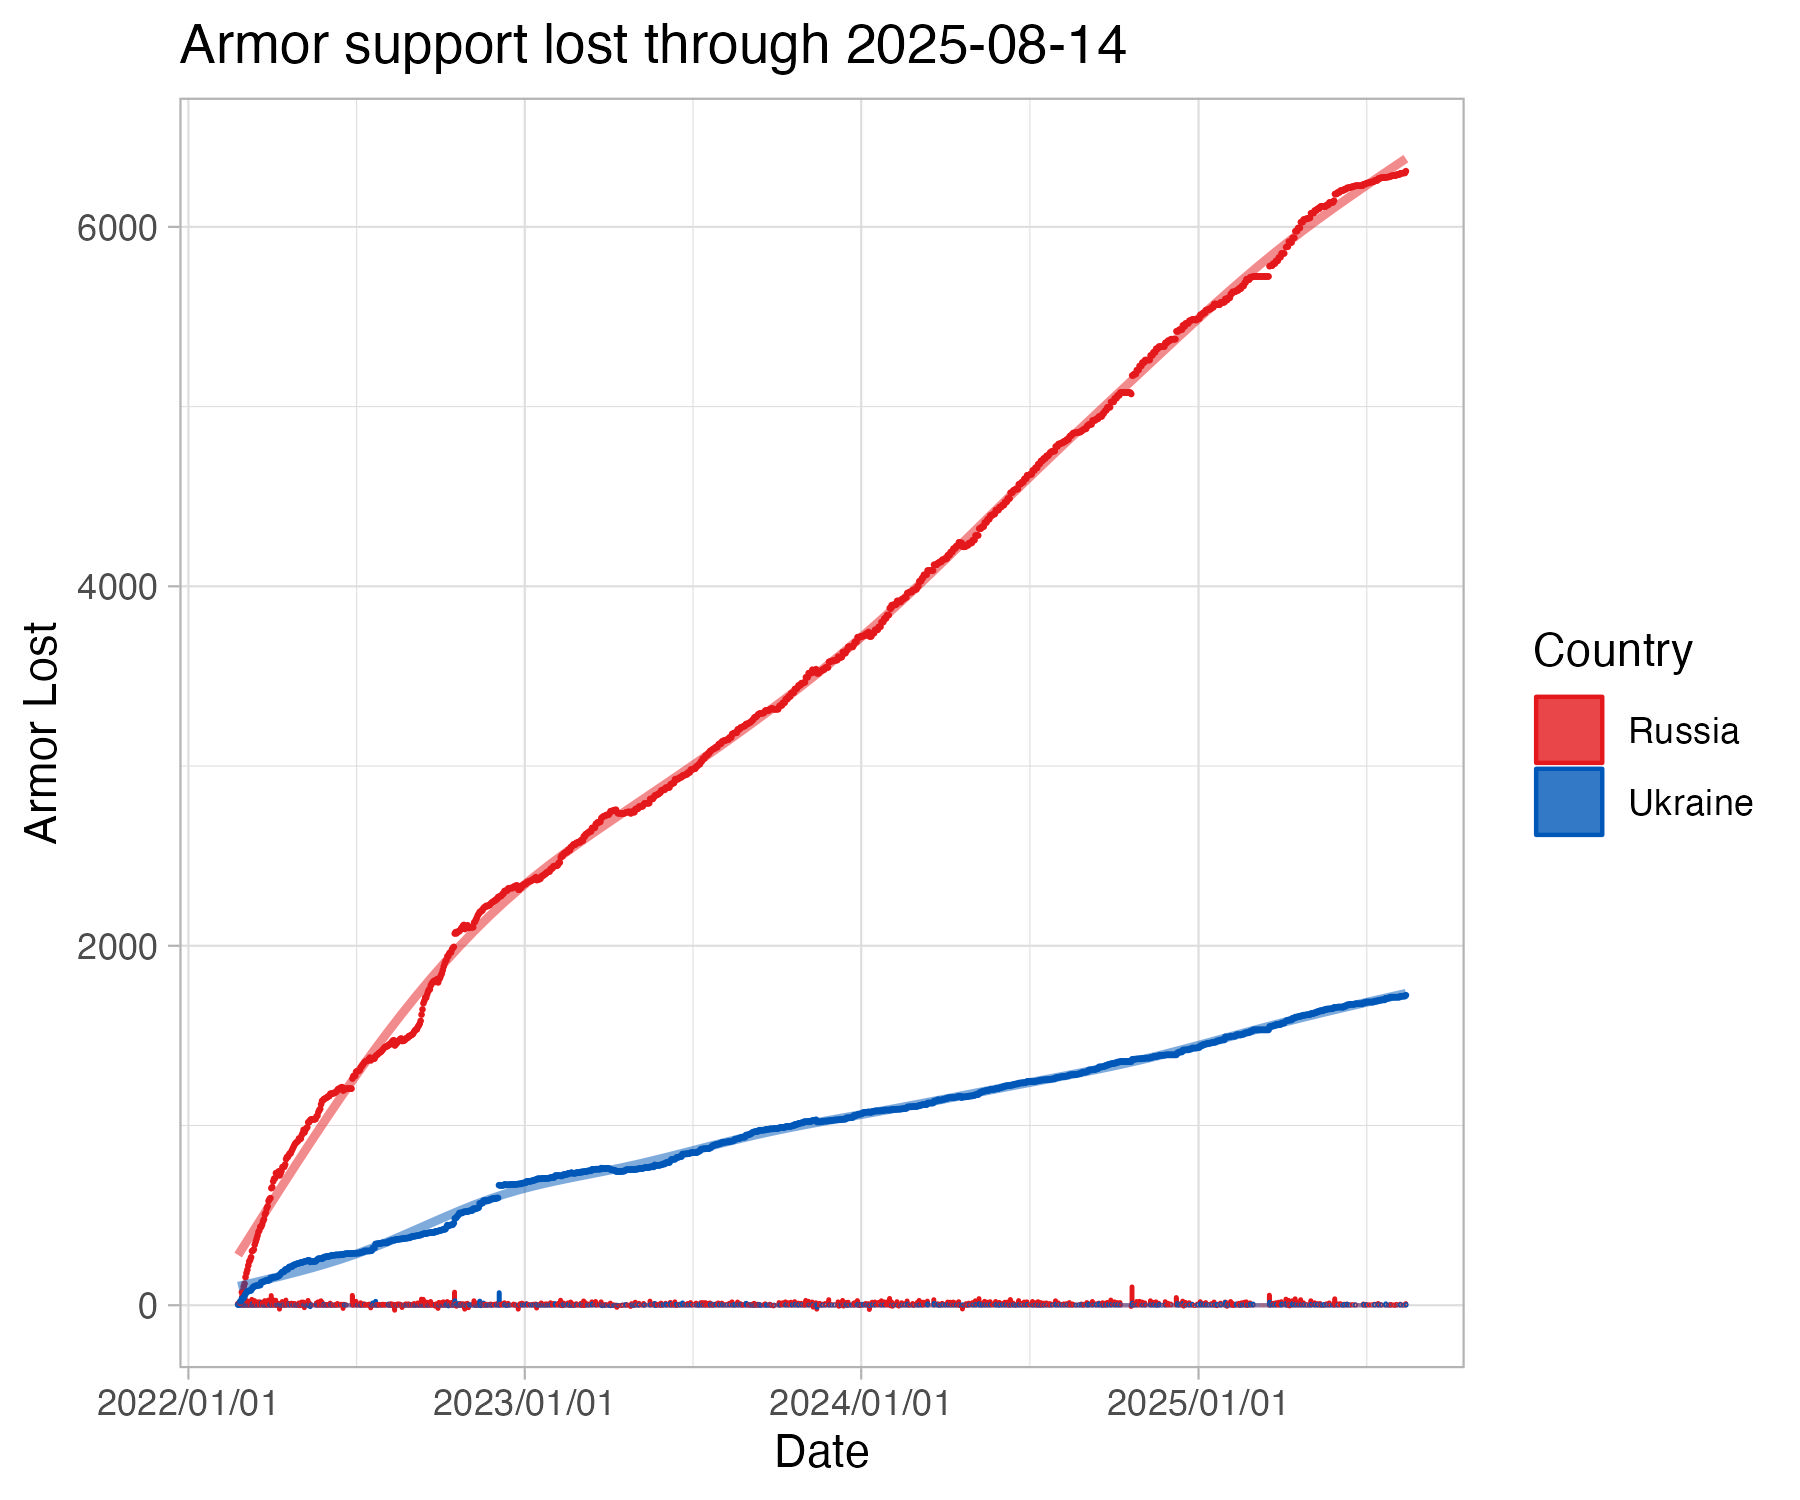 Armor support lost through 2025-08-14
Armor Lost
6000
4000
2000
0
2022/01/01
2023/01/01
2024/01/01
2025/01/01
Date
Country
Russia
Ukraine